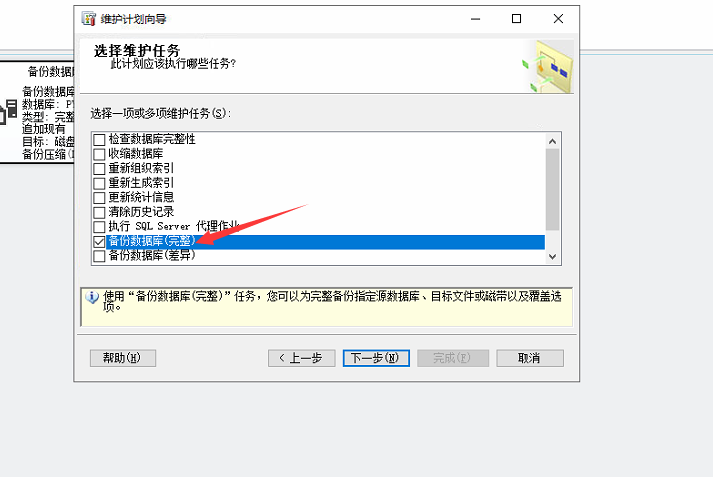 维护计划向导
选择维护任务
此计划应该执行哪些任务?
备份数据
备份数据
数据库: P
类型: 完
追加现有
目标: 磁盘
备份压缩(
选择一项或多项维护任务(S):
检查数据库完整性
收缩数据库
重新组织索引
重新生成索引
更新统计信息
清除历史记录
执行 SQL Server 代理作业
备份数据库(完整)
备份数据库(差异)
使用“备份数据库(完整)”任务，您可以为完整备份指定源数据库、目标文件或磁带以及覆盖选
项。
帮助(H)
< 上一步
下一步(N)
完成(F)
取消